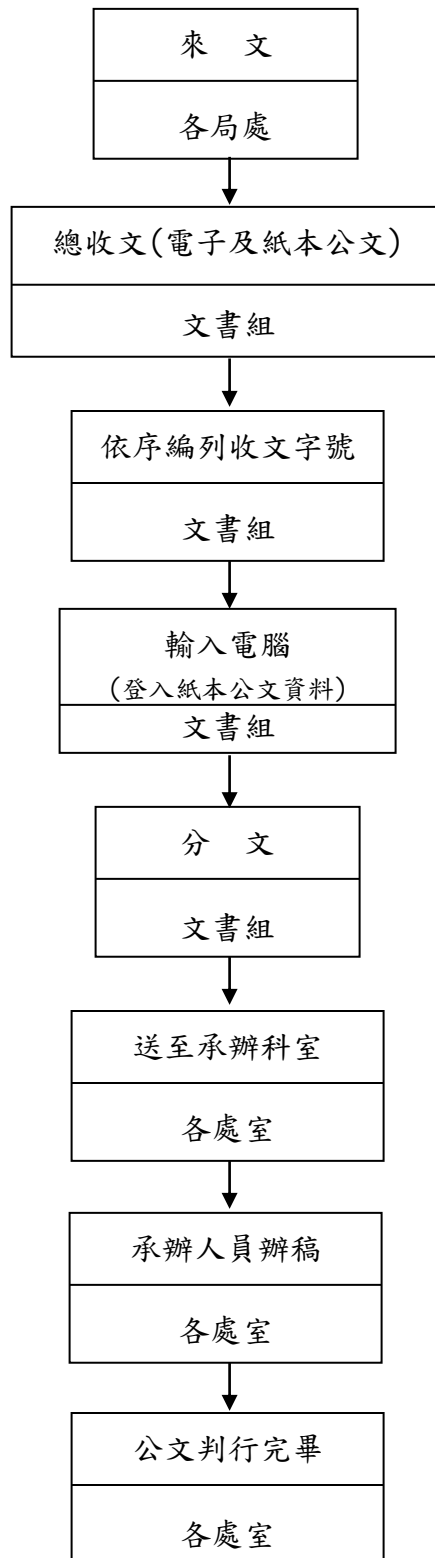 來　文
各局處
總收文(電子及紙本公文)
文書組
依序編列收文字號
文書組
輸入電腦
(登入紙本公文資料)
文書組
分　文
文書組
送至承辦科室
各處室
承辦人員辦稿
各處室
公文判行完畢
各處室